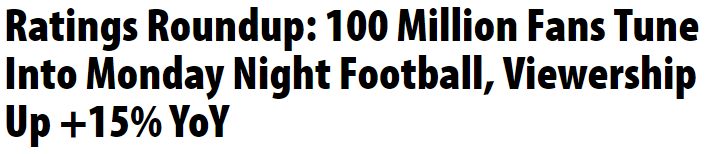 Ratings Roundup: 100 Million Fans Tune
Into Monday Night Football, Viewership
Up +15% YoY